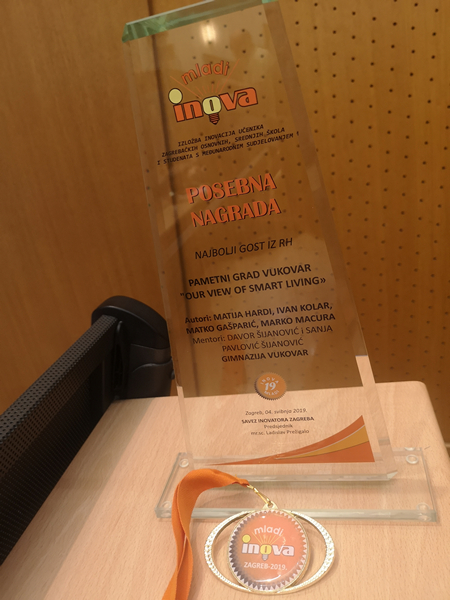 mladi
inova
IZLOŽBA INOVACIJA UČENIKA
ZAGREBAČKIH OSNOVNIH, SREDNJIH ŠKOLA
I STUDENATA S MEĐUNARODNIM SUDJELOVANJEM
POSEBNA
NAGRADA
NAJBOLJI GOST IZ RH
PAMETNI GRAD VUKOVAR
"OUR VIEW OF SMART LIVING»
Autori: MATIJA HARDI, IVAN KOLAR,
MATKO GAŠPARIĆ, MARKO MACURA
Mentori: DAVOR ŠIJANOVIĆ i SANJA
PAVLOVIĆ ŠIJANOVIĆ
GIMNAZIJA VUKOVAR
19
Zagreb, 04. svibnja 2019.
SAVEZ INOVATORA ZAGREBA
Predsjednik
mr.sc. Ladislav Prežigalo
mladi
inova
ZAGREB-2019.